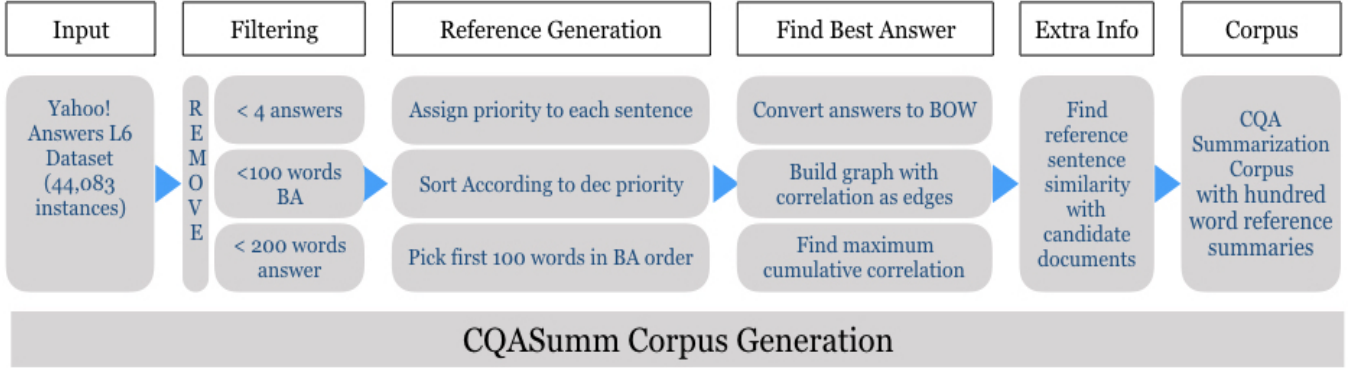 Input
Filtering
Reference Generation
Find Best Answer
Extra Info
Corpus
Yahoo!
Answers L6
Dataset
(44,083
instances)
R
E
M
O
V
E
< 4 answers
<100 words
BA
< 200 words
answer
Assign priority to each sentence
Sort According to dec priority
Pick first 100 words in BA order
Convert answers to BOW
Build graph with
correlation as edges
Find maximum
cumulative correlation
Find
reference
sentence
similarity
with
candidate
documents
CQA
Summarization
Corpus
with hundred
word reference
summaries
CQASumm Corpus Generation